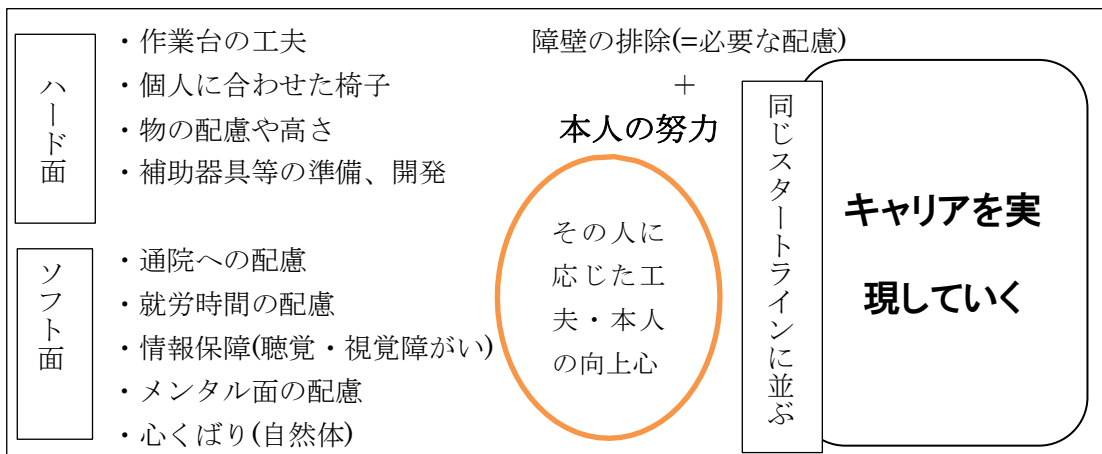 ハード面
・作業台の工夫
・個人に合わせた椅子
・物の配慮や高さ
・補助器具等の準備、開発
ソフト面
・通院への配慮
・就労時間の配慮
・情報保障(聴覚・視覚障がい)
・メンタル面の配慮
・心くばり(自然体)
障壁の排除(=必要な配慮)
+
本人の努力
その人に
応じた工
夫・本人
の向上心
同じスタートラインに並ぶ
キャリアを実
現していく